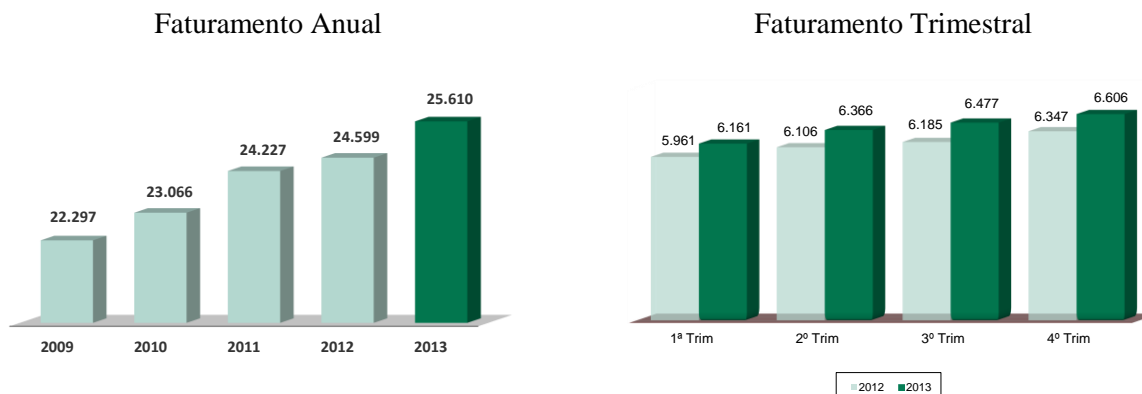 Faturamento Anual
22.297
23.066
24.227
24.599
25.610
2009 2010 2011 2012 2013
Faturamento Trimestral
5.961 6.161 6.106 6.366 6.185 6.477 6.347 6.606
1ª Trim 2º Trim 3º Trim 4º Trim
2012 2013